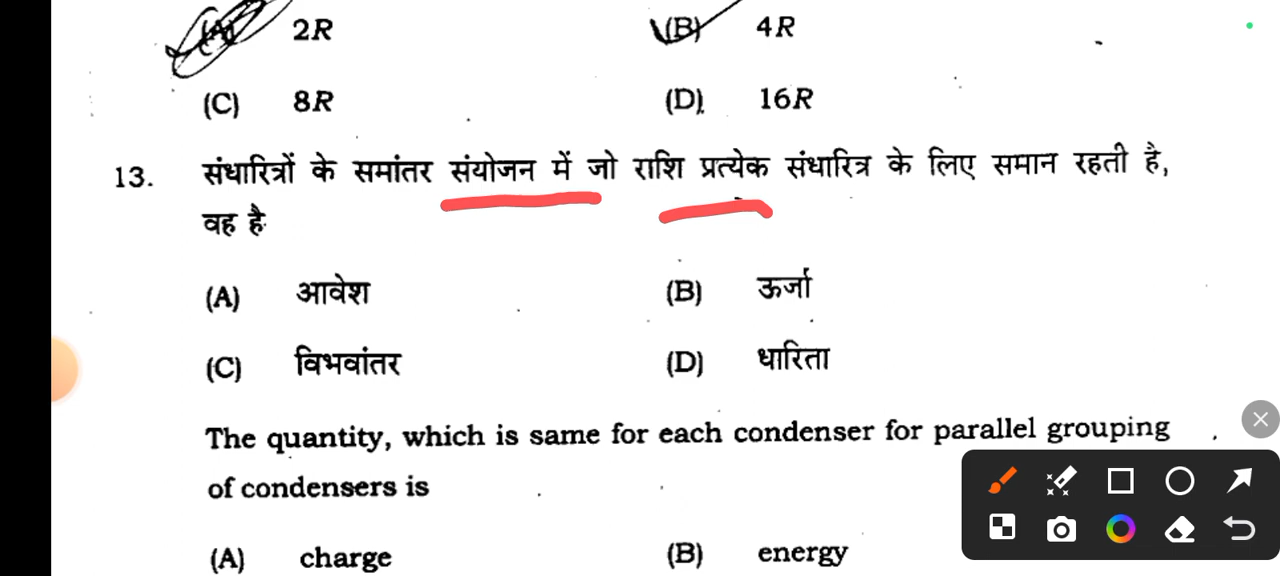 (A) 2R (B) 4R
(C) 8R (D) 16R
13. संधारित्रों के समांतर संयोजन में जो राशि प्रत्येक संधारित्र के लिए समान रहती है,
वह है
(A) आवेश (B) ऊर्जा
(C) विभवांतर (D) धारिता
The quantity, which is same for each condenser for parallel grouping
of condensers is
(A) charge (B) energy